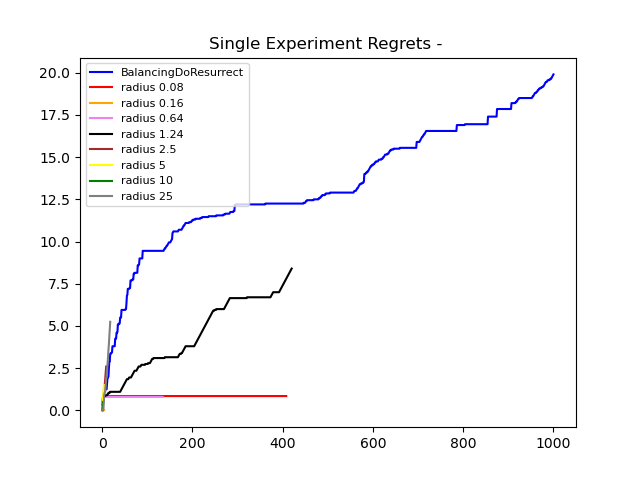 Single Experiment Regrets -
20.0
17.5
15.0
12.5
10.0
7.5
5.0
2.5
0.0
BalancingDoResurrect
radius 0.08
radius 0.16
radius 0.64
radius 1.24
radius 2.5
radius 5
radius 10
radius 25
0 200 400 600 800 1000